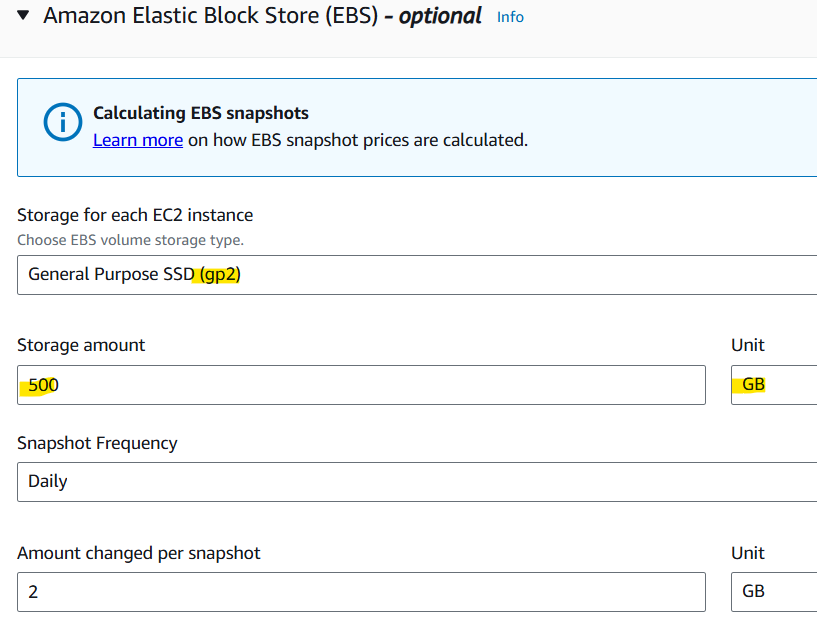 Amazon Elastic Block Store (EBS) - optional Info
Calculating EBS snapshots
Learn more on how EBS snapshot prices are calculated.
Storage for each EC2 instance
Choose EBS volume storage type.
General Purpose SSD (gp2)
Storage amount Unit
500 GB
Snapshot Frequency
Daily
Amount changed per snapshot Unit
2 GB